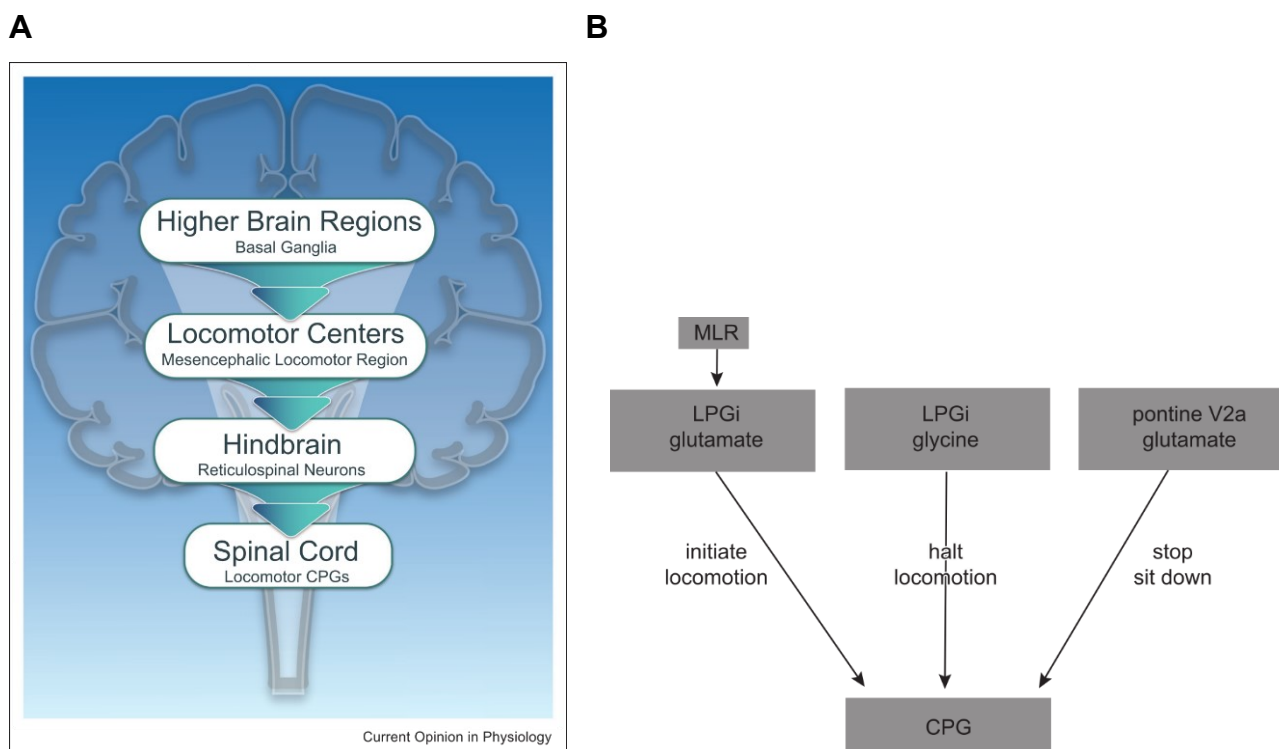 A
B
Higher Brain Regions
Basal Ganglia
Locomotor Centers
Mesencephalic Locomotor Region
Hindbrain
Reticulospinal Neurons
Spinal Cord
Locomotor CPGs
Current Opinion in Physiology
MLR
LPGi
glutamate
LPGi
glycine
pontine V2a
glutamate
initiate
locomotion
halt
locomotion
stop
sit down
CPG